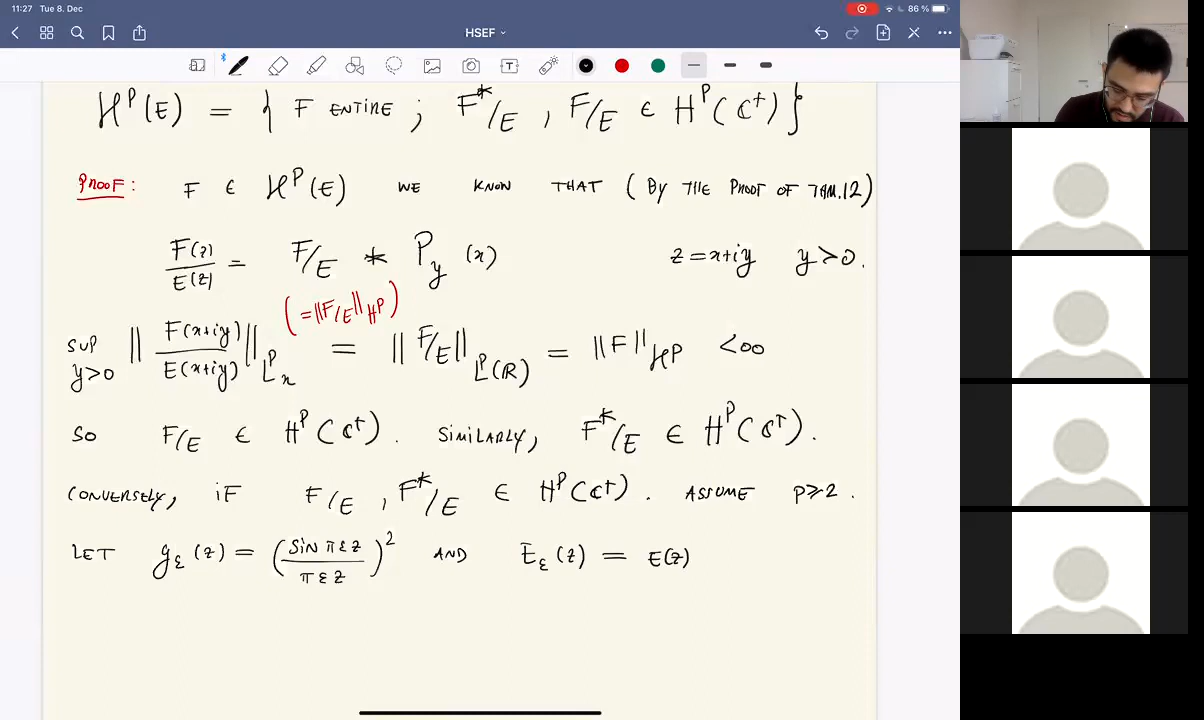 11:27 Tue 8. Dec
86 %
HSEF
H^P(E) = { F ENTIRE ; F*/E , F/E ∈ H^P(ℂ⁺) }
PROOF: F ∈ H^P(E) WE KNOW THAT (BY THE PROOF OF THM.12)
F(z)/E(z) = F/E * P_y (x) z = x+iy y>0.
(= ||F/E||_{H^P})
sup_{y>0} || F(x+iy)/E(x+iy) ||_{L^P_x} = || F/E ||_{L^P(ℝ)} = ||F||_{H^P} < ∞
SO F/E ∈ H^P(ℂ⁺). SIMILARLY, F*/E ∈ H^P(ℂ⁺).
CONVERSELY, IF F/E , F*/E ∈ H^P(ℂ⁺). ASSUME P ≥ 2.
LET g_ε(z) = (Sin πεz / πεz)² AND E_ε(z) = E(z)